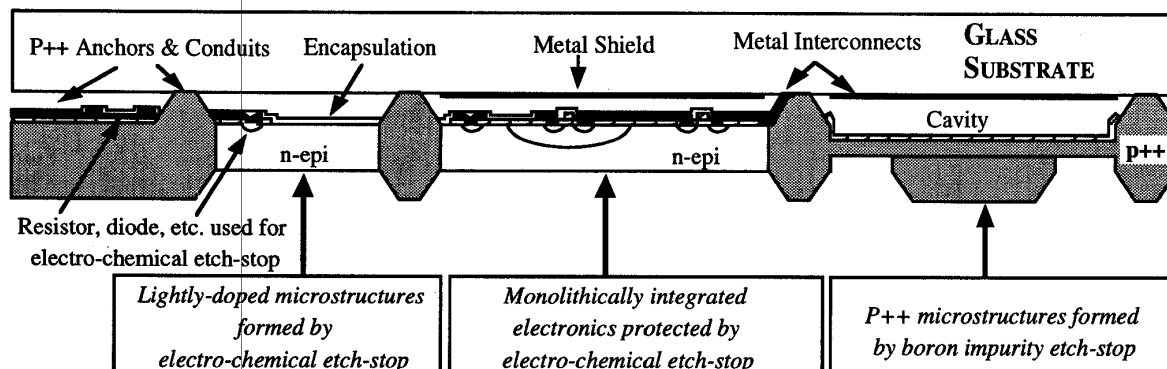 P++ Anchors & Conduits
Encapsulation
Metal Shield
Metal Interconnects
GLASS
SUBSTRATE
Cavity
n-epi
n-epi
p++
Resistor, diode, etc. used for
electro-chemical etch-stop
Lightly-doped microstructures
formed by
electro-chemical etch-stop
Monolithically integrated
electronics protected by
electro-chemical etch-stop
P++ microstructures formed
by boron impurity etch-stop